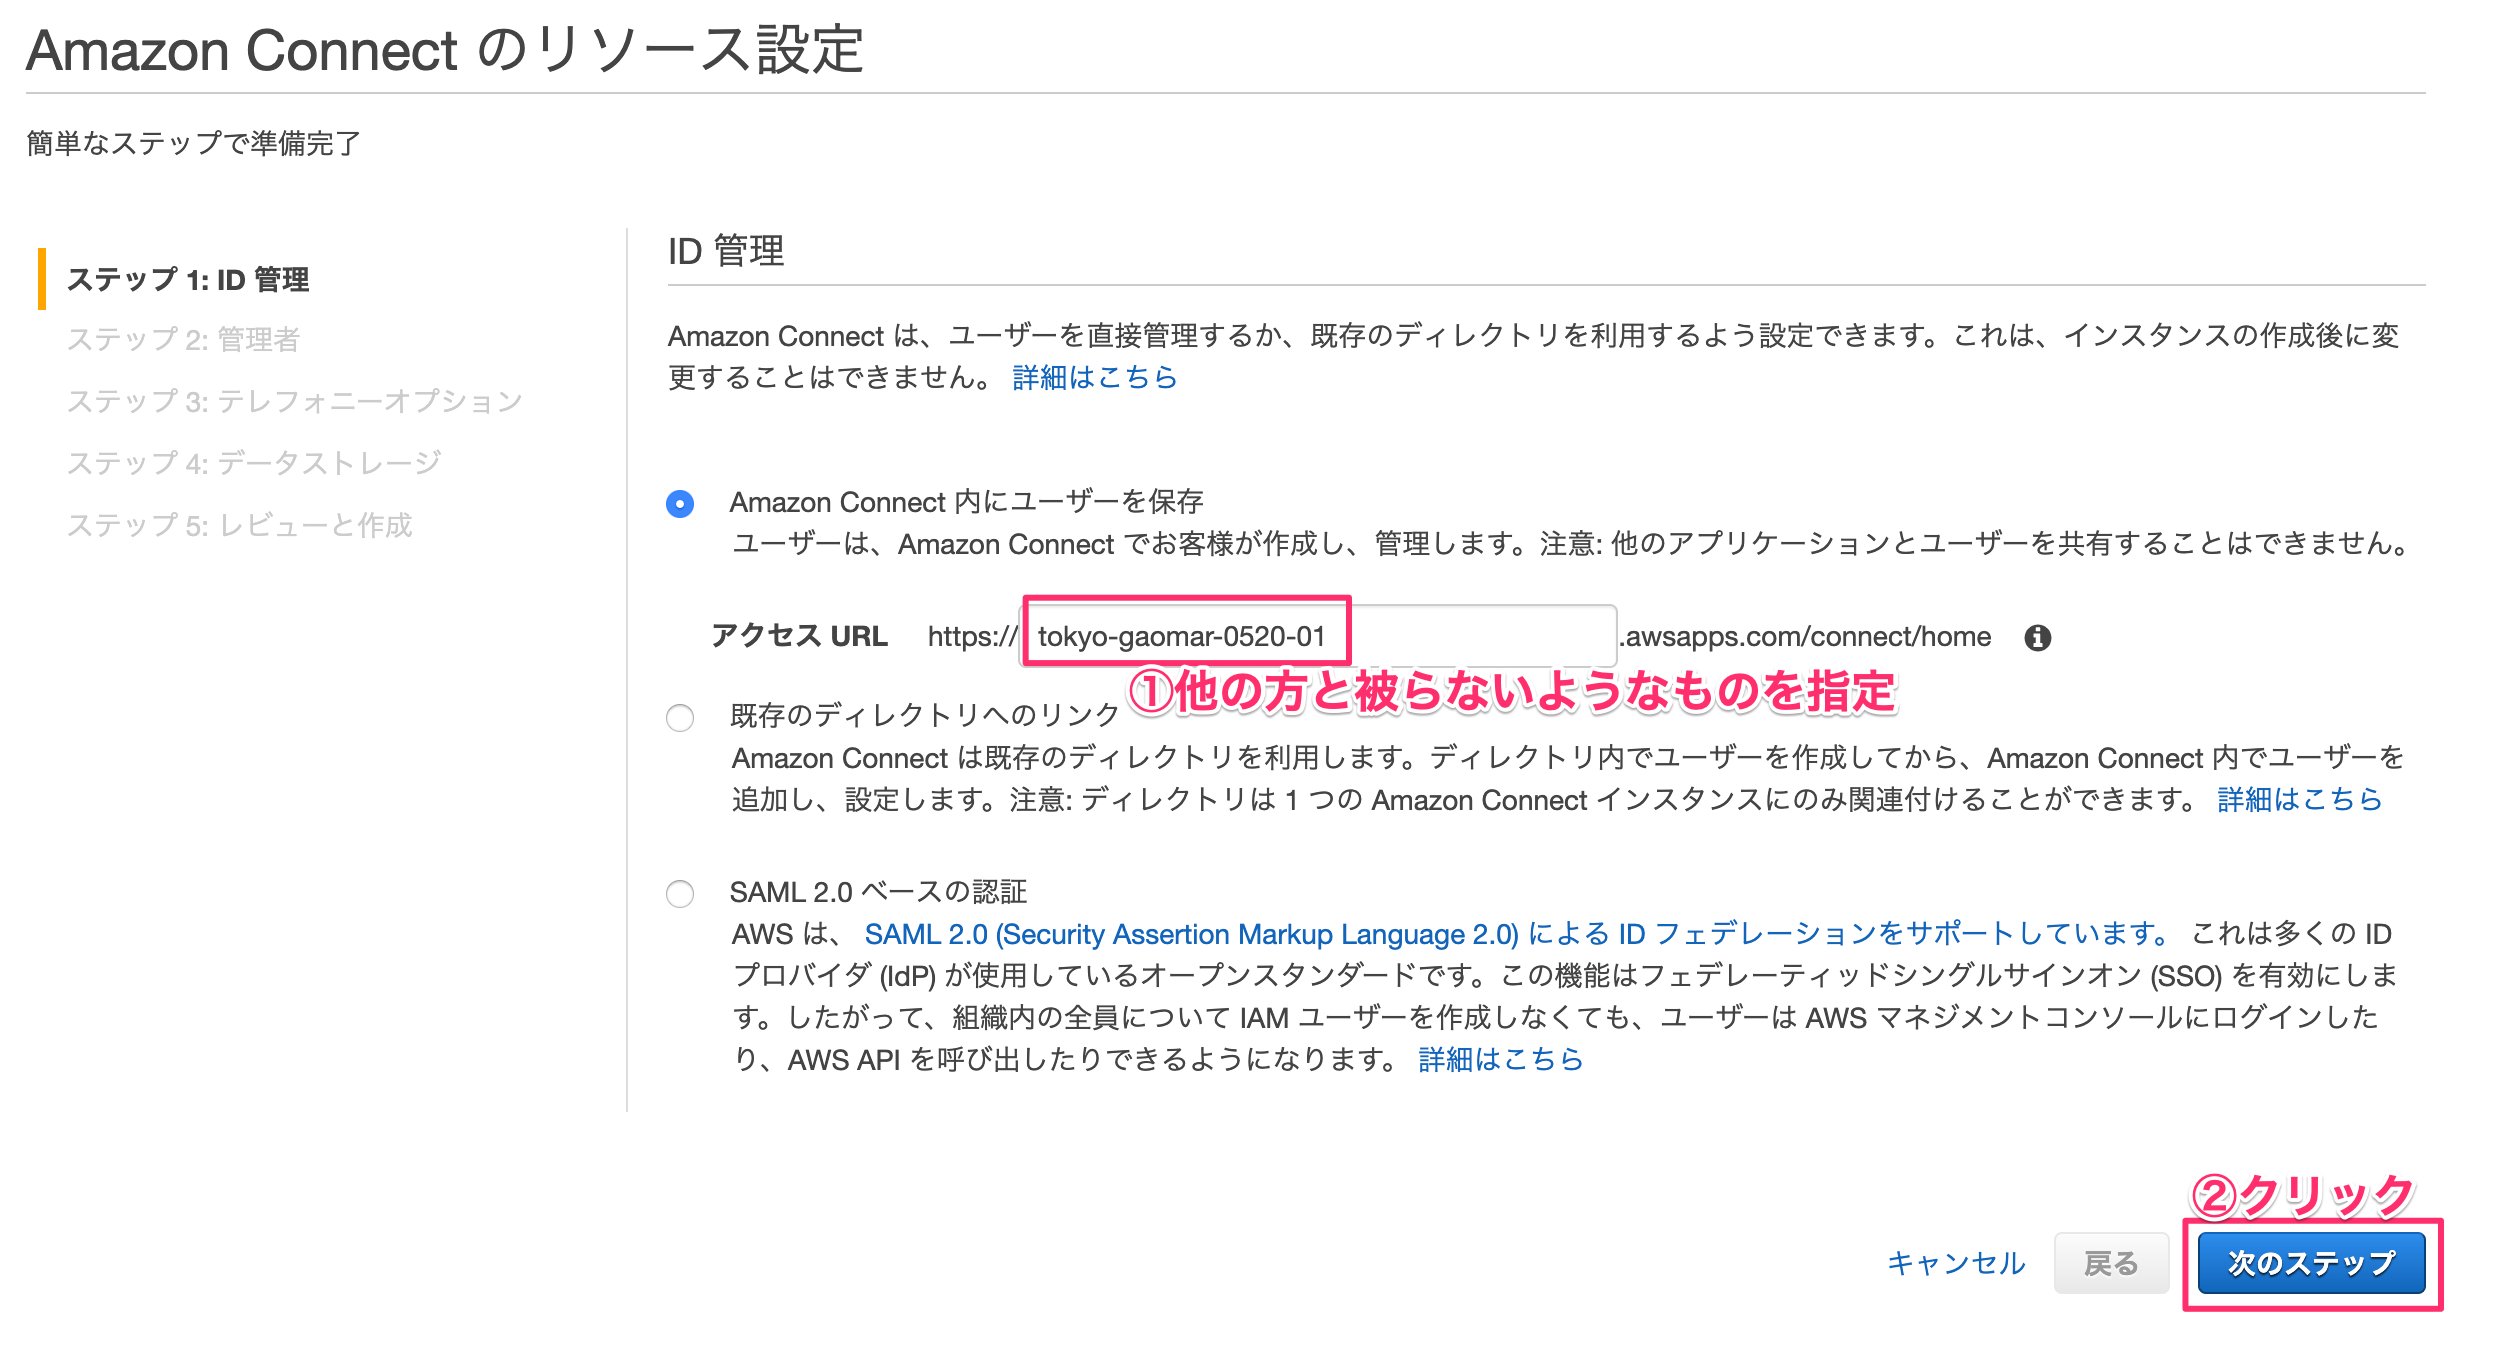 Amazon Connect のリソース設定
簡単なステップで準備完了
ステップ 1: ID 管理
ステップ 2: 管理者
ステップ 3: テレフォニーオプション
ステップ 4: データストレージ
ステップ 5: レビューと作成
ID 管理
Amazon Connect は、ユーザーを直接管理するか、既存のディレクトリを利用するよう設定できます。これは、インスタンスの作成後に変
更することはできません。 詳細はこちら
Amazon Connect 内にユーザーを保存
ユーザーは、Amazon Connect でお客様が作成し、管理します。注意: 他のアプリケーションとユーザーを共有することはできません。
アクセス URL https:// tokyo-gaomar-0520-01 .awsapps.com/connect/home
①他の方と被らないようなものを指定
既存のディレクトリへのリンク
Amazon Connect は既存のディレクトリを利用します。ディレクトリ内でユーザーを作成してから、Amazon Connect 内でユーザーを
追加し、設定します。注意: ディレクトリは 1 つの Amazon Connect インスタンスにのみ関連付けることができます。 詳細はこちら
SAML 2.0 ベースの認証
AWS は、 SAML 2.0 (Security Assertion Markup Language 2.0) による ID フェデレーションをサポートしています。 これは多くの ID
プロバイダ (IdP) が使用しているオープンスタンダードです。この機能はフェデレーティッドシングルサインオン (SSO) を有効にしま
す。したがって、組織内の全員について IAM ユーザーを作成しなくても、ユーザーは AWS マネジメントコンソールにログインした
り、AWS API を呼び出したりできるようになります。 詳細はこちら
②クリック
キャンセル 戻る 次のステップ